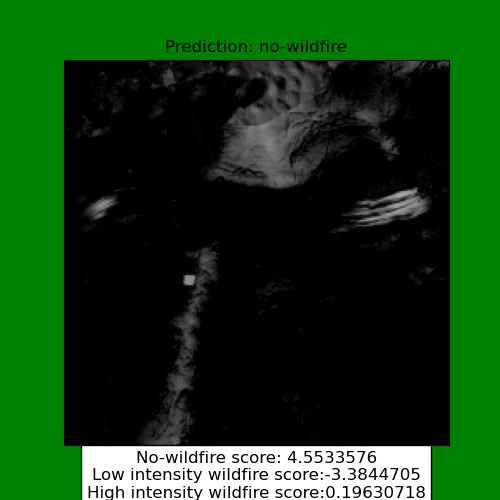 Prediction: no-wildfire
No-wildfire score: 4.5533576
Low intensity wildfire score:-3.3844705
High intensity wildfire score:0.19630718